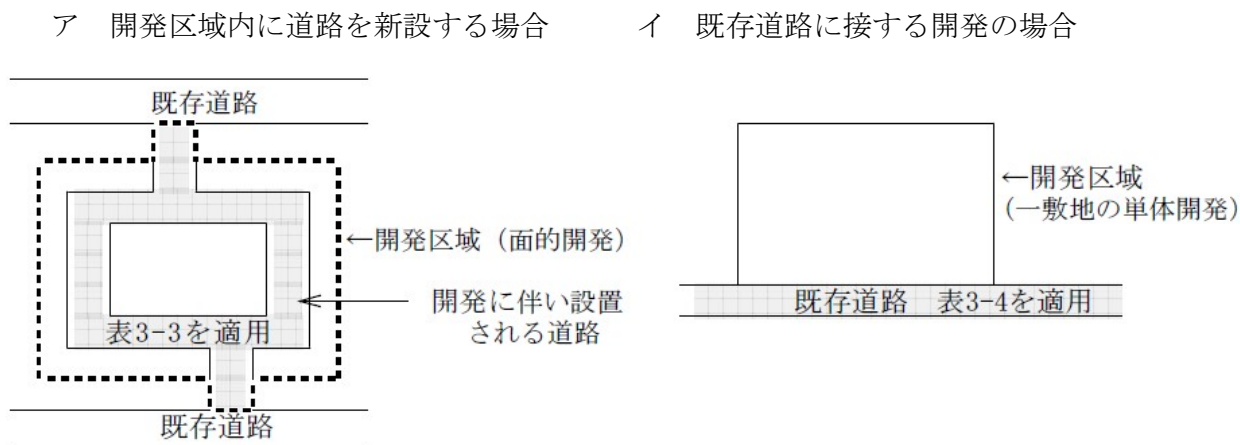 ア　開発区域内に道路を新設する場合
イ　既存道路に接する開発の場合
既存道路
←開発区域（面的開発）
開発に伴い設置
される道路
表3-3を適用
既存道路
←開発区域
（一敷地の単体開発）
既存道路　表3-4を適用